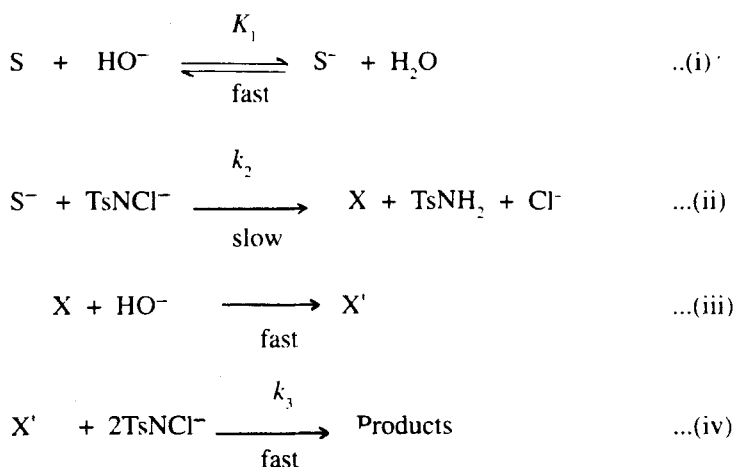 K₁
S + HO⁻ ⇌ S⁻ + H₂O ..(i)
fast
k₂
S⁻ + TsNCl⁻ → X + TsNH₂ + Cl⁻ ...(ii)
slow
X + HO⁻ → X' ...(iii)
fast
k₃
X' + 2TsNCl⁻ → Products ...(iv)
fast